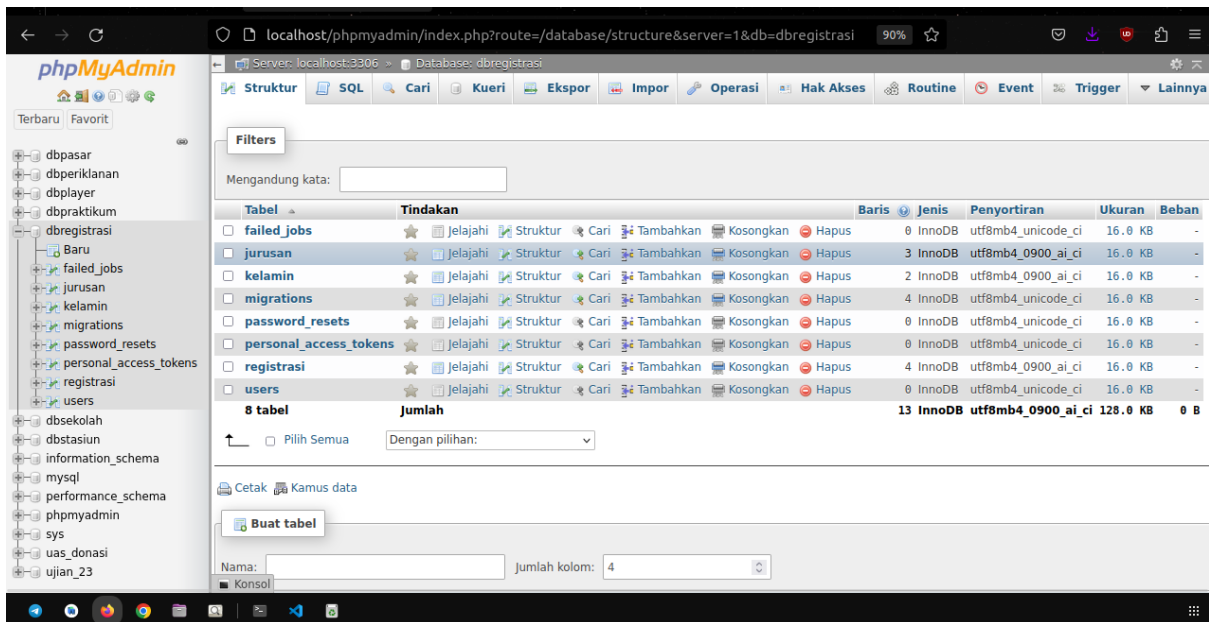 localhost/phpmyadmin/index.php?route=/database/structure&server=1&db=dbregistrasi 90%
phpMyAdmin
Terbaru Favorit
dbpasar
dbperiklanan
dbplayer
dbpraktikum
dbregistrasi
Baru
failed_jobs
jurusan
kelamin
migrations
password_resets
personal_access_tokens
registrasi
users
dbsekolah
dbstasiun
information_schema
mysql
performance_schema
phpmyadmin
sys
uas_donasi
ujian_23
Server: localhost:3306 » Database: dbregistrasi
Struktur SQL Cari Kueri Ekspor Impor Operasi Hak Akses Routine Event Trigger Lainnya
Filters
Mengandung kata:
Tabel Tindakan Baris Jenis Penyortiran Ukuran Beban
failed_jobs Jelajahi Struktur Cari Tambahkan Kosongkan Hapus 0 InnoDB utf8mb4_unicode_ci 16.0 KB -
jurusan Jelajahi Struktur Cari Tambahkan Kosongkan Hapus 3 InnoDB utf8mb4_0900_ai_ci 16.0 KB -
kelamin Jelajahi Struktur Cari Tambahkan Kosongkan Hapus 2 InnoDB utf8mb4_0900_ai_ci 16.0 KB -
migrations Jelajahi Struktur Cari Tambahkan Kosongkan Hapus 4 InnoDB utf8mb4_unicode_ci 16.0 KB -
password_resets Jelajahi Struktur Cari Tambahkan Kosongkan Hapus 0 InnoDB utf8mb4_unicode_ci 16.0 KB -
personal_access_tokens Jelajahi Struktur Cari Tambahkan Kosongkan Hapus 0 InnoDB utf8mb4_unicode_ci 16.0 KB -
registrasi Jelajahi Struktur Cari Tambahkan Kosongkan Hapus 4 InnoDB utf8mb4_0900_ai_ci 16.0 KB -
users Jelajahi Struktur Cari Tambahkan Kosongkan Hapus 0 InnoDB utf8mb4_unicode_ci 16.0 KB -
8 tabel Jumlah 13 InnoDB utf8mb4_0900_ai_ci 128.0 KB 0 B
Pilih Semua Dengan pilihan:
Cetak Kamus data
Buat tabel
Nama: Jumlah kolom: 4
Konsol